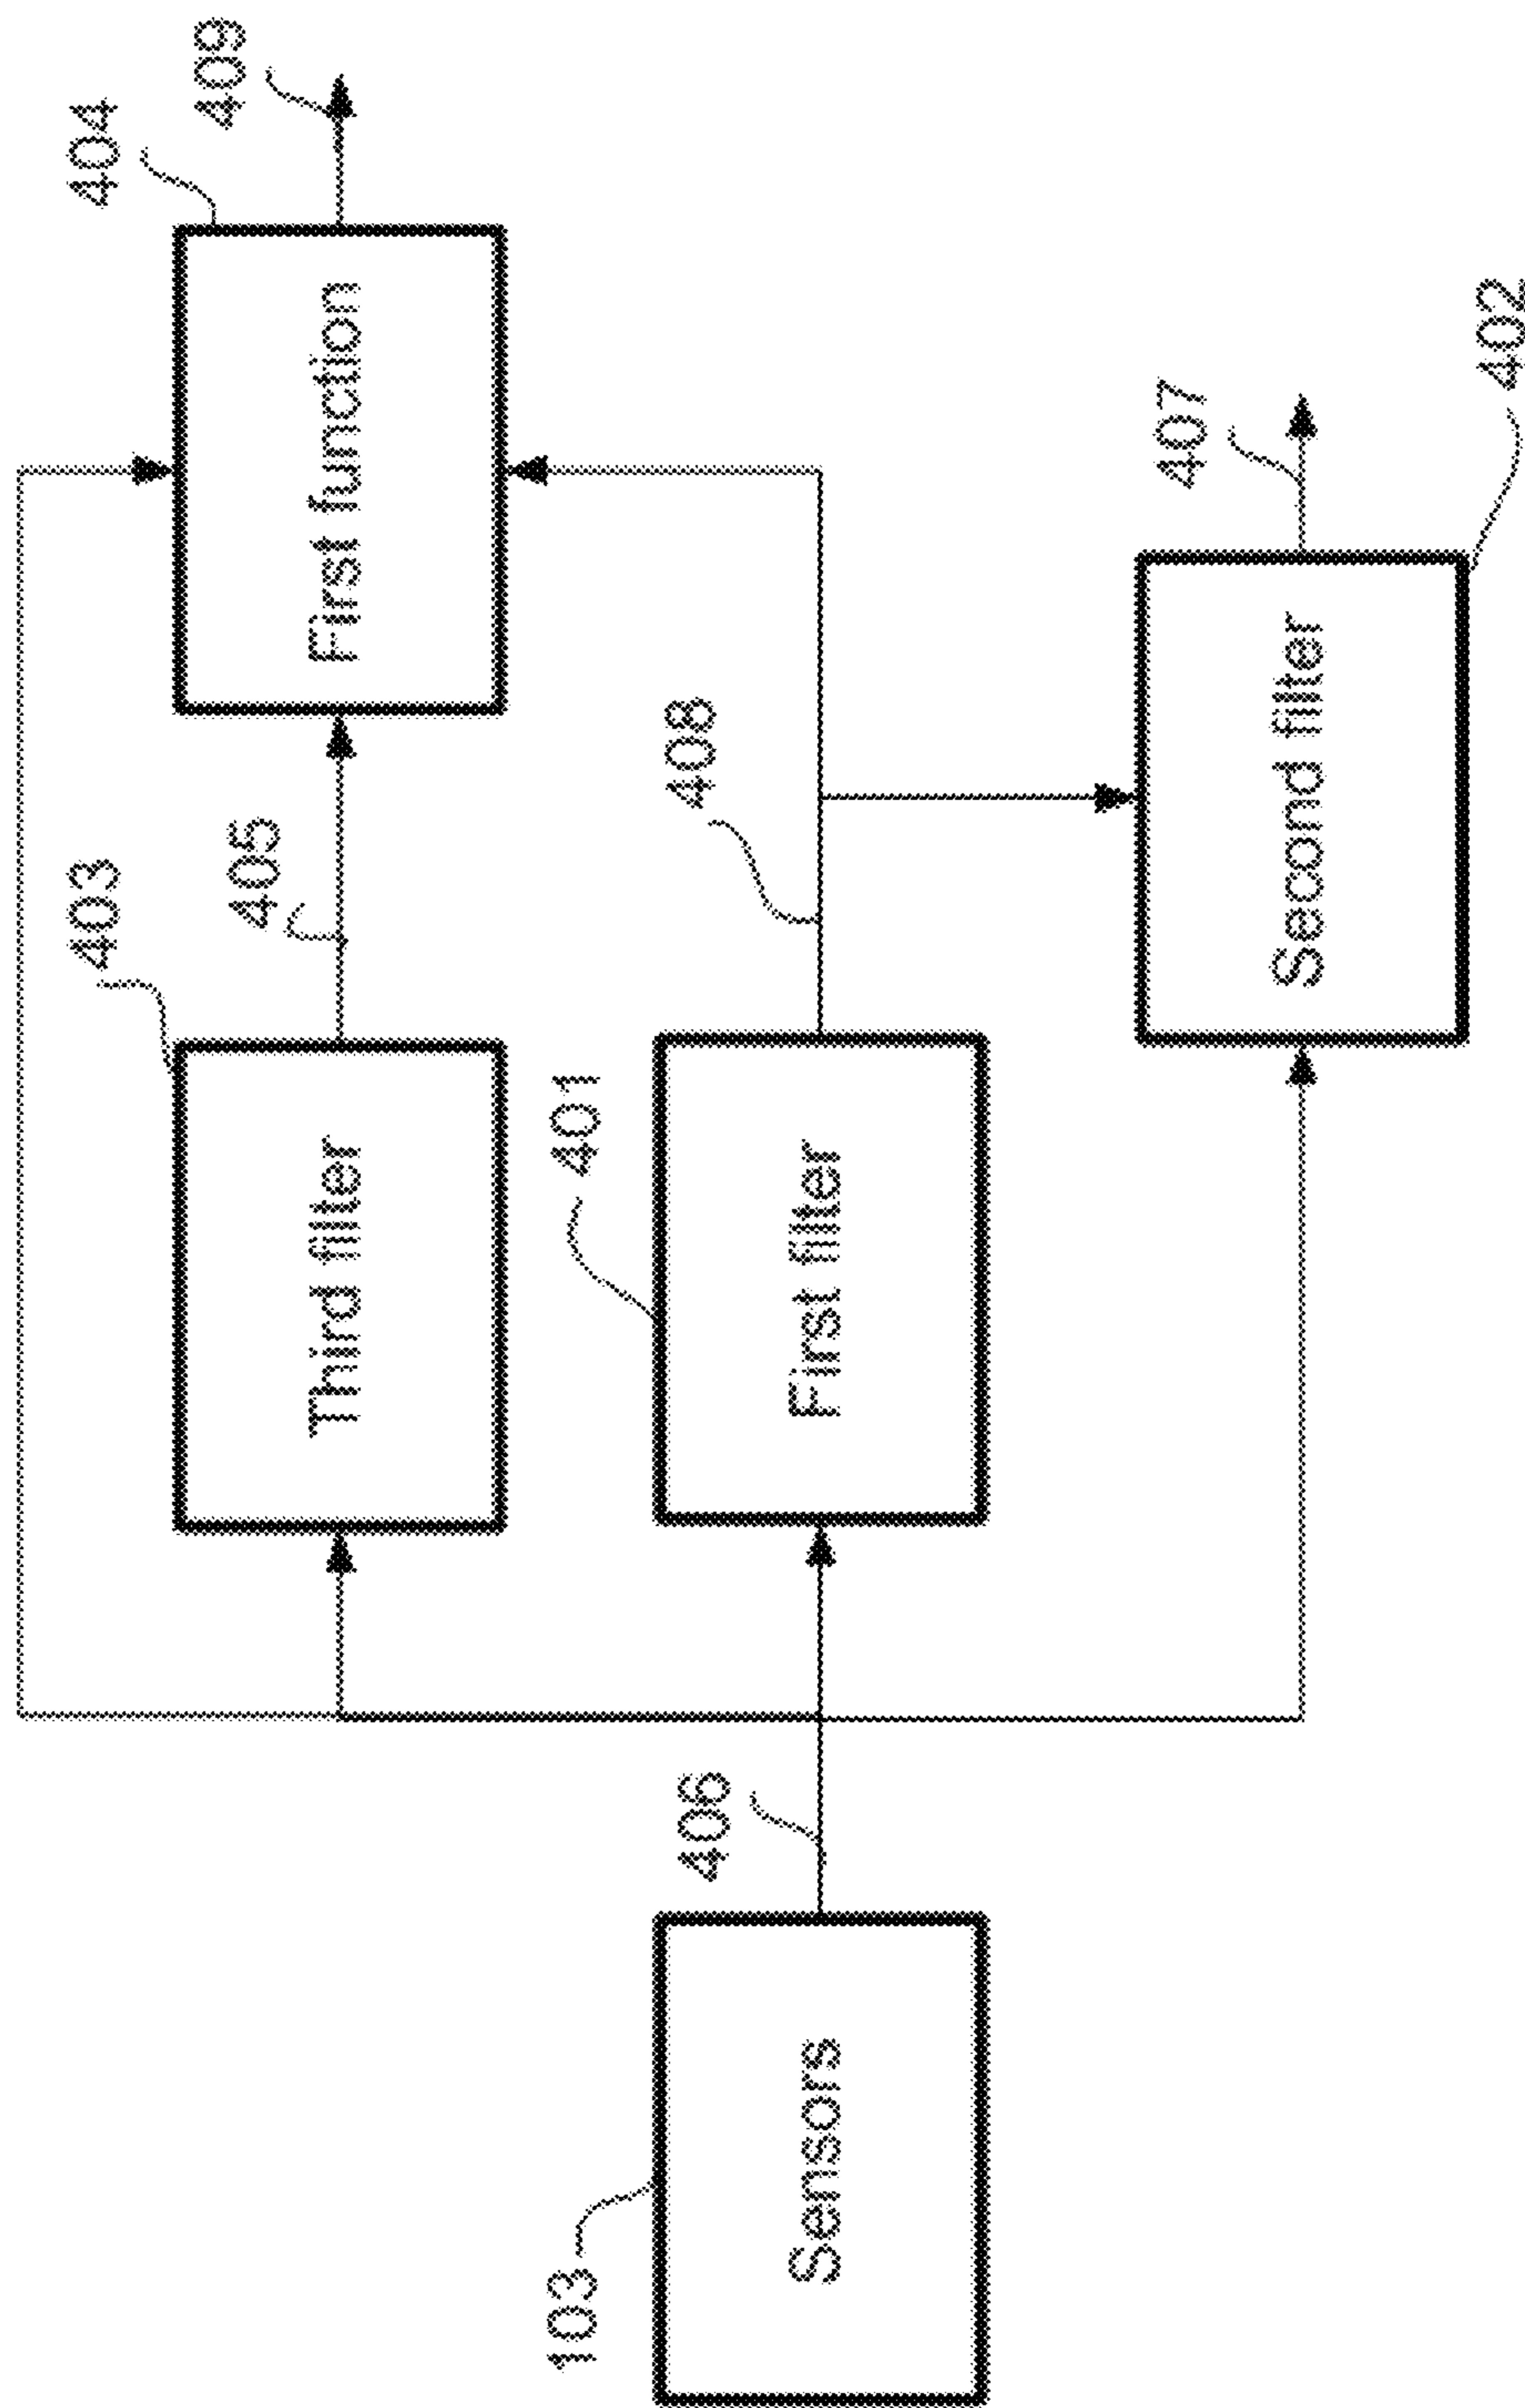 404
409
403
405
First function
Third filter
408
401
407
406
First filter
103
Sensors
Second filter
402